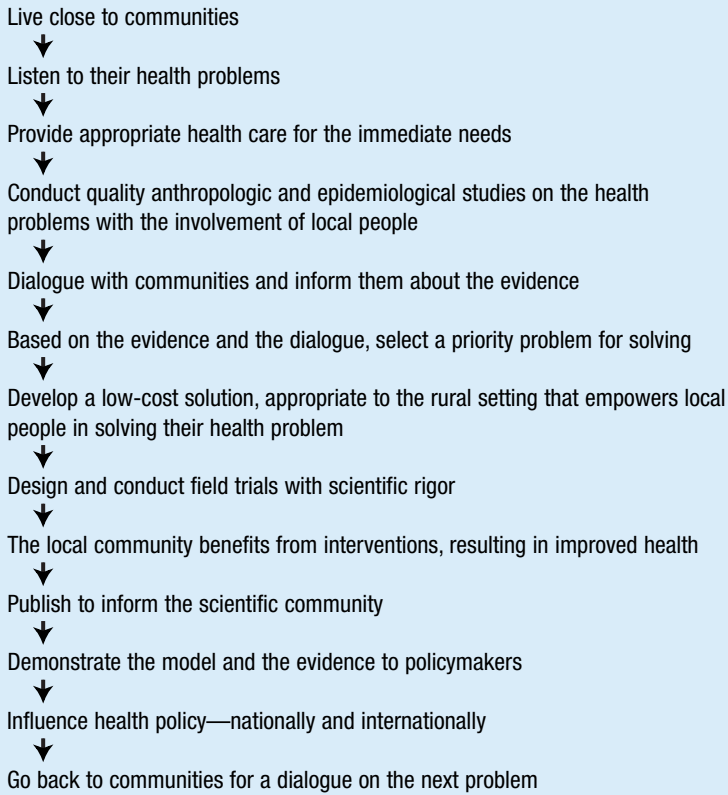 Live close to communities
Listen to their health problems
Provide appropriate health care for the immediate needs
Conduct quality anthropologic and epidemiological studies on the health
problems with the involvement of local people
Dialogue with communities and inform them about the evidence
Based on the evidence and the dialogue, select a priority problem for solving
Develop a low-cost solution, appropriate to the rural setting that empowers local
people in solving their health problem
Design and conduct field trials with scientific rigor
The local community benefits from interventions, resulting in improved health
Publish to inform the scientific community
Demonstrate the model and the evidence to policymakers
Influence health policy—nationally and internationally
Go back to communities for a dialogue on the next problem